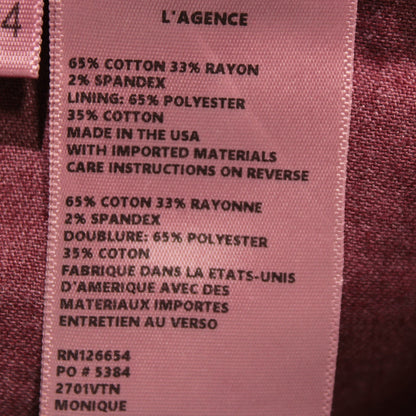 4
L'AGENCE
65% COTTON 33% RAYON
2% SPANDEX
LINING: 65% POLYESTER
35% COTTON
MADE IN THE USA
WITH IMPORTED MATERIALS
CARE INSTRUCTIONS ON REVERSE
65% COTON 33% RAYONNE
2% SPANDEX
DOUBLURE: 65% POLYESTER
35% COTON
FABRIQUE DANS LA ETATS-UNIS
D'AMERIQUE AVEC DES
MATERIAUX IMPORTES
ENTRETIEN AU VERSO
RN126654
PO # 5384
2701VTN
MONIQUE